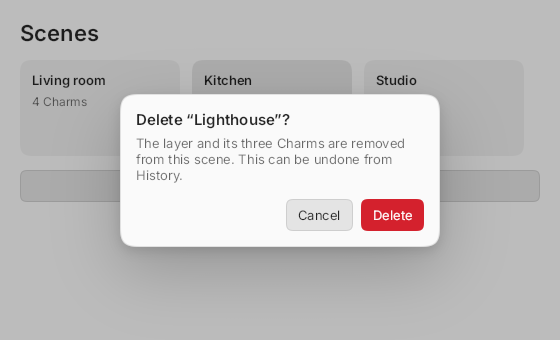 Scenes
Living room
Kitchen
Studio
4 Charms
Delete “Lighthouse”?
The layer and its three Charms are removed
from this scene. This can be undone from
History.
Cancel
Delete